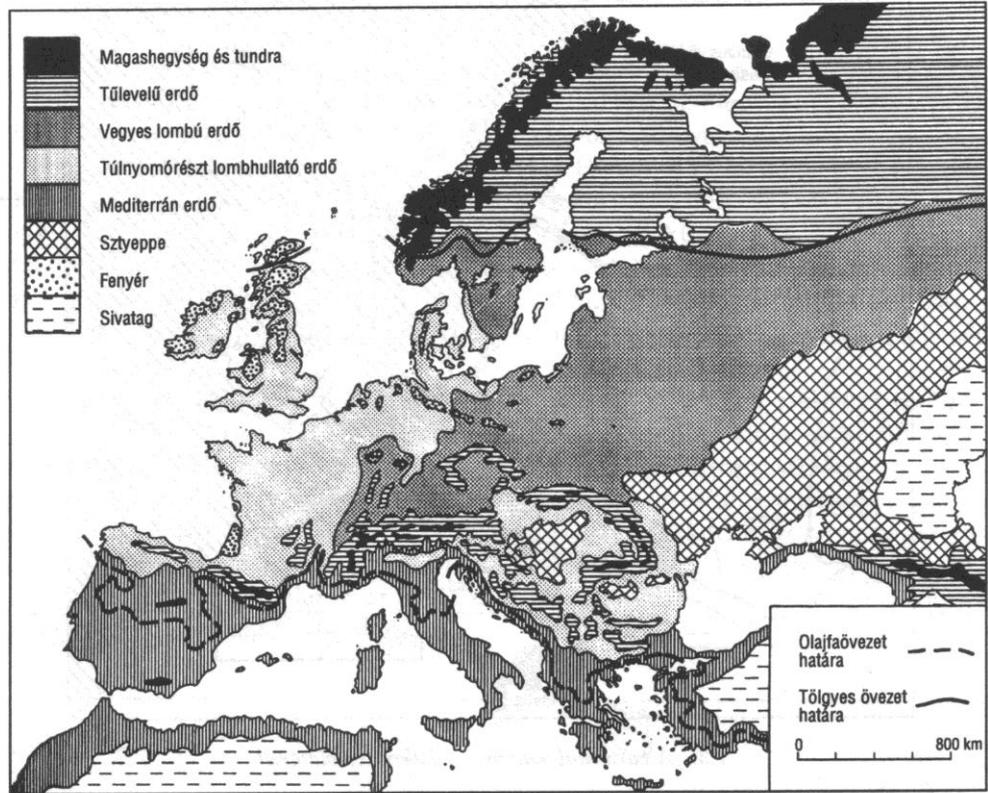 Magashegység és tundra
Tűlevelű erdő
Vegyes lombú erdő
Túlnyomórészt lombhullató erdő
Mediterrán erdő
Sztyeppe
Fenyér
Sivatag
Olajfaövezet
határa
Tölgyes övezet
határa
0 800 km